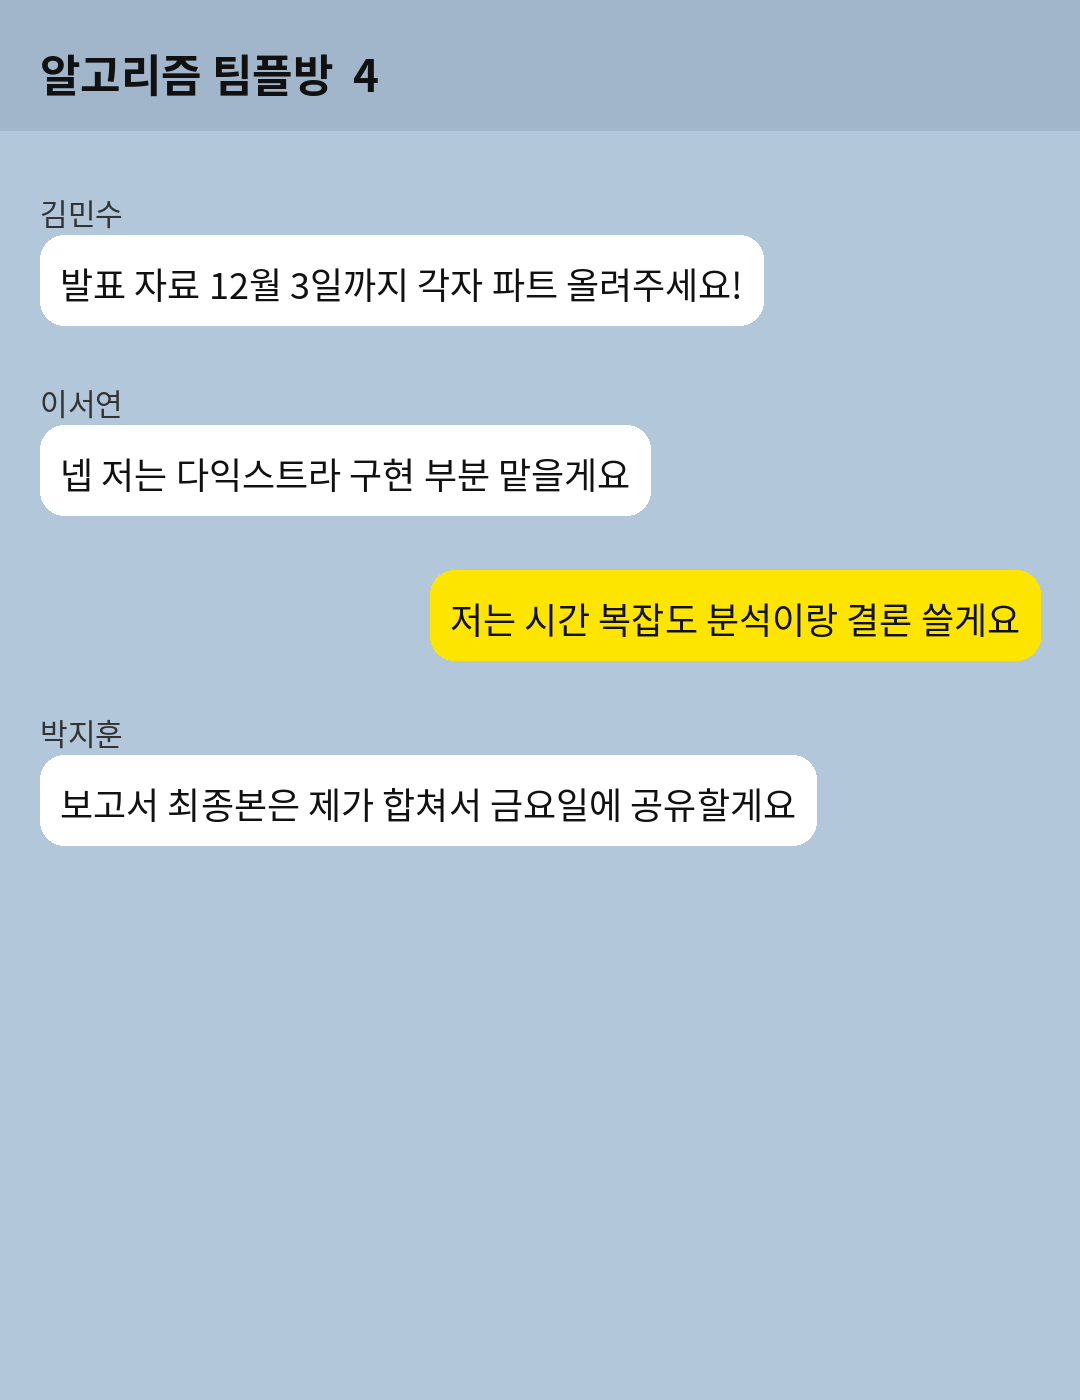 알고리즘 팀플방 4
김민수
발표 자료 12월 3일까지 각자 파트 올려주세요!
이서연
넵 저는 다익스트라 구현 부분 맡을게요
저는 시간 복잡도 분석이랑 결론 쓸게요
박지훈
보고서 최종본은 제가 합쳐서 금요일에 공유할게요